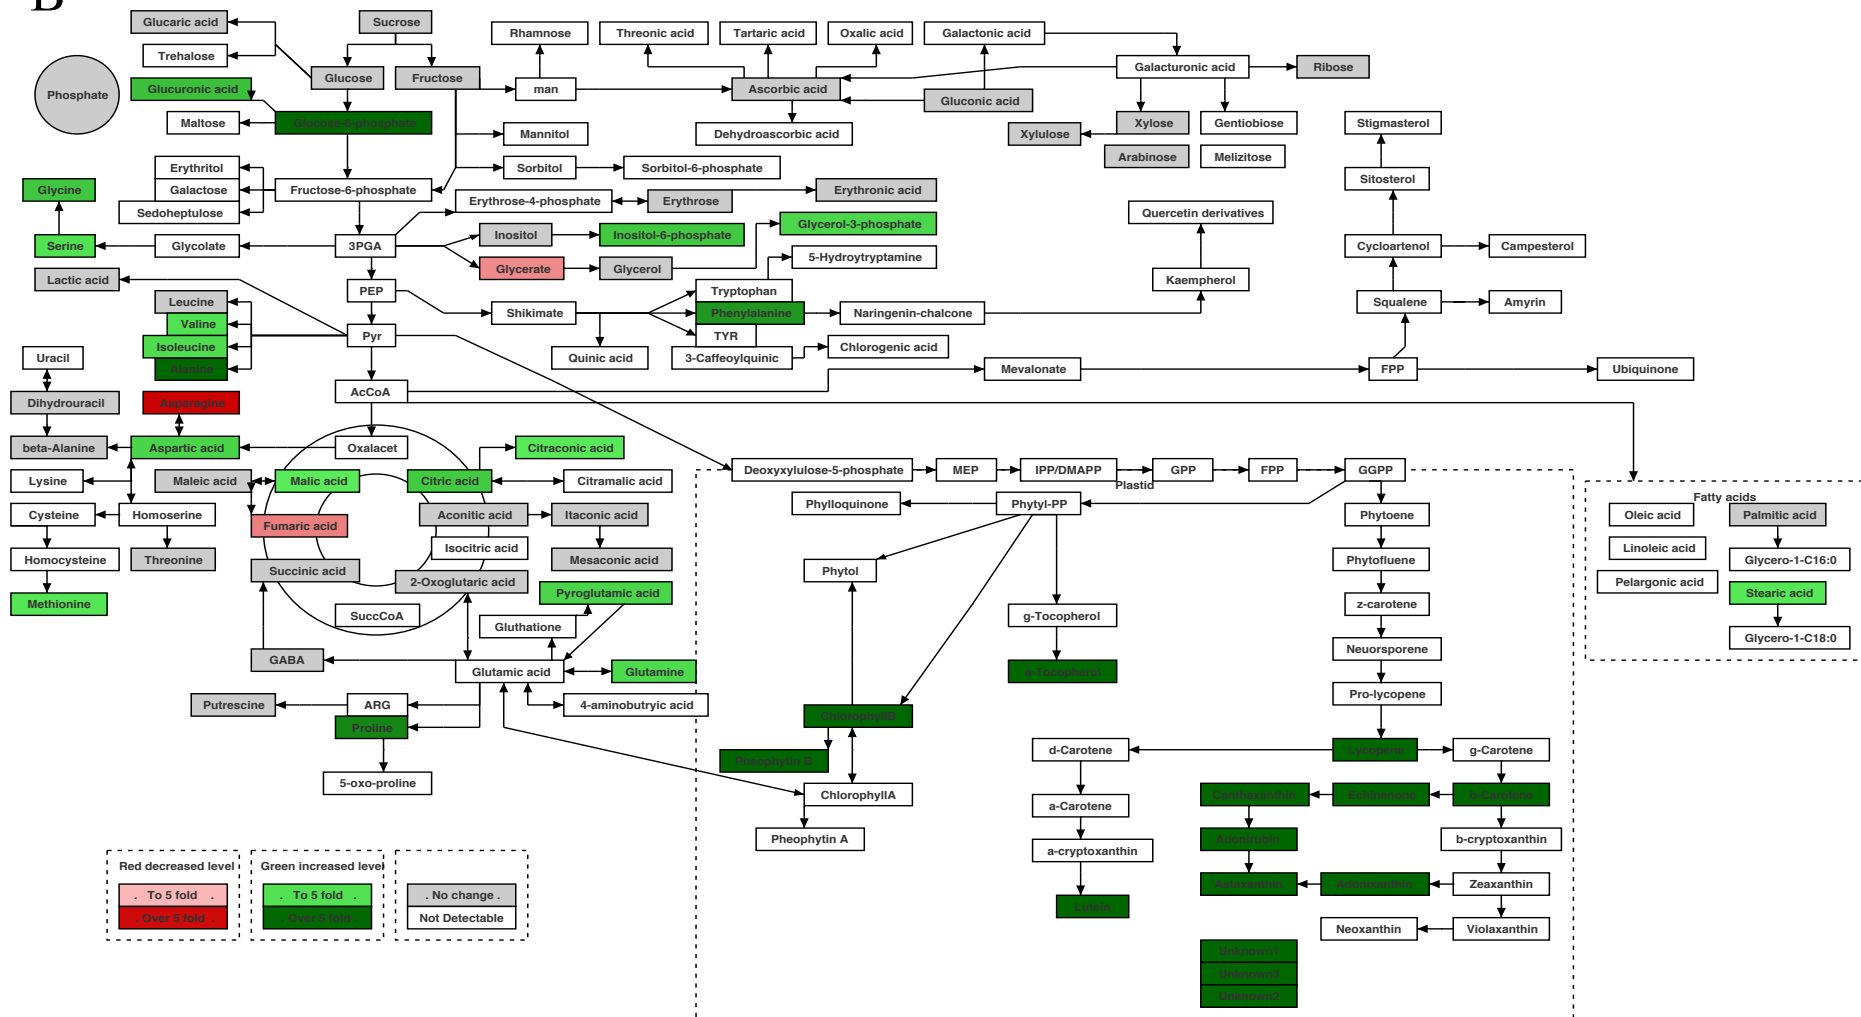 B
Glucaric acid
Sucrose
Rhamnose
Threonic acid
Tartaric acid
Oxalic acid
Galactonic acid
Trehalose
Phosphate
Glucose
Fructose
Galacturonic acid
Ribose
Glucuronic acid
man
Ascorbic acid
Gluconic acid
Maltose
Glucose-6-phosphate
Mannitol
Dehydroascorbic acid
Xylulose
Xylose
Gentiobiose
Stigmasterol
Arabinose
Melizitose
Erythritol
Sorbitol
Sorbitol-6-phosphate
Sitosterol
Glycine
Galactose
Fructose-6-phosphate
Erythronic acid
Erythrose-4-phosphate
Erythrose
Sedoheptulose
Quercetin derivatives
Glycerol-3-phosphate
Serine
Glycolate
3PGA
Inositol
Inositol-6-phosphate
Cycloartenol
Campesterol
5-Hydroytryptamine
Glycerate
Glycerol
Lactic acid
Kaempherol
PEP
Tryptophan
Leucine
Squalene
Amyrin
Shikimate
Phenylalanine
Naringenin-chalcone
Valine
Pyr
TYR
Isoleucine
Chlorogenic acid
Uracil
Quinic acid
3-Caffeoylquinic
Alanine
Mevalonate
FPP
Ubiquinone
AcCoA
Dihydrouracil
Asparagine
beta-Alanine
Aspartic acid
Oxalacet
Citraconic acid
Deoxyxylulose-5-phosphate
MEP
IPP/DMAPP
GPP
FPP
GGPP
Plastid
Lysine
Maleic acid
Malic acid
Citric acid
Citramalic acid
Fatty acids
Phylloquinone
Phytyl-PP
Cysteine
Homoserine
Fumaric acid
Aconitic acid
Itaconic acid
Phytoene
Oleic acid
Palmitic acid
Isocitric acid
Linoleic acid
Homocysteine
Threonine
Mesaconic acid
Phytofluene
Glycero-1-C16:0
Succinic acid
2-Oxoglutaric acid
Phytol
Pelargonic acid
Pyroglutamic acid
Stearic acid
Methionine
z-carotene
SuccCoA
Gluthatione
g-Tocopherol
Glycero-1-C18:0
Neuorsporene
GABA
Glutamic acid
Glutamine
a-Tocopherol
Pro-lycopene
Putrescine
ARG
4-aminobutryic acid
ChlorophyllB
Proline
d-Carotene
Lycopene
g-Carotene
Pheophytin B
5-oxo-proline
ChlorophyllA
Canthaxanthin
Echinenone
b-Carotene
a-Carotene
Pheophytin A
Adonirubin
b-cryptoxanthin
a-cryptoxanthin
Astaxanthin
Adonixanthin
Zeaxanthin
Lutein
Neoxanthin
Violaxanthin
Unknown1
Unknown3
Unknown2
Red decreased level
. To 5 fold .
. Over 5 fold .
Green increased level
. To 5 fold .
. Over 5 fold .
. No change .
Not Detectable